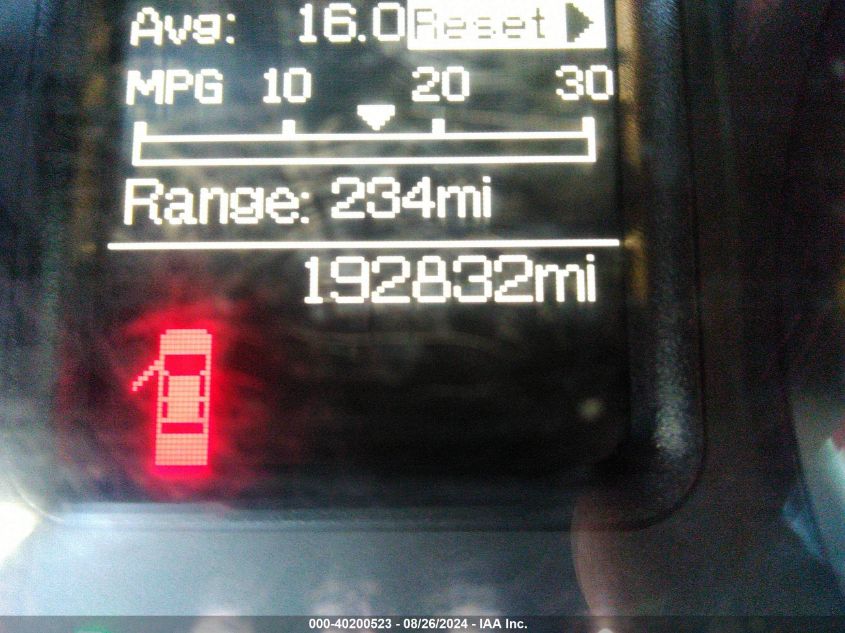 Avg: 16.0 Reset
MPG 10 20 30
Range: 234mi
192832mi
000-40200523 - 08/26/2024 - IAA Inc.